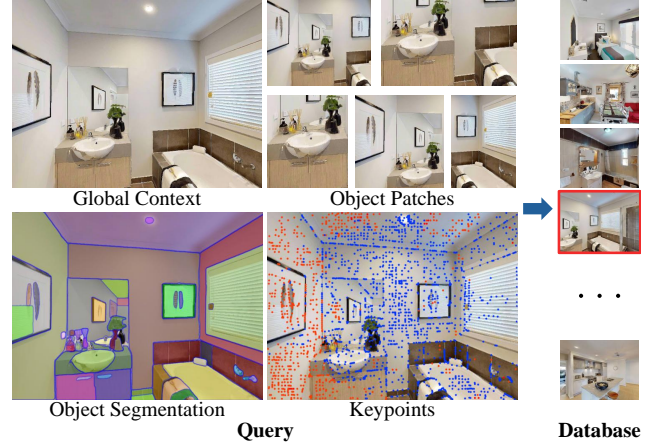 Global Context
Object Patches
Object Segmentation
Keypoints
. . .
Query
Database